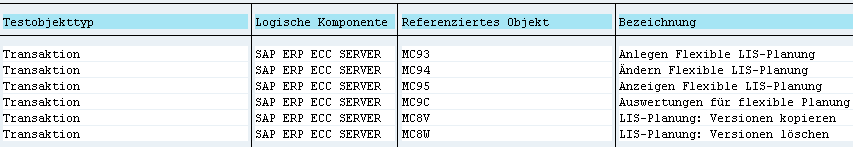 Testobjekttyp Logische Komponente Referenziertes Objekt Bezeichnung
Transaktion SAP ERP ECC SERVER MC93 Anlegen Flexible LIS-Planung
Transaktion SAP ERP ECC SERVER MC94 Ändern Flexible LIS-Planung
Transaktion SAP ERP ECC SERVER MC95 Anzeigen Flexible LIS-Planung
Transaktion SAP ERP ECC SERVER MC9C Auswertungen für flexible Planung
Transaktion SAP ERP ECC SERVER MC8V LIS-Planung: Versionen kopieren
Transaktion SAP ERP ECC SERVER MC8W LIS-Planung: Versionen löschen